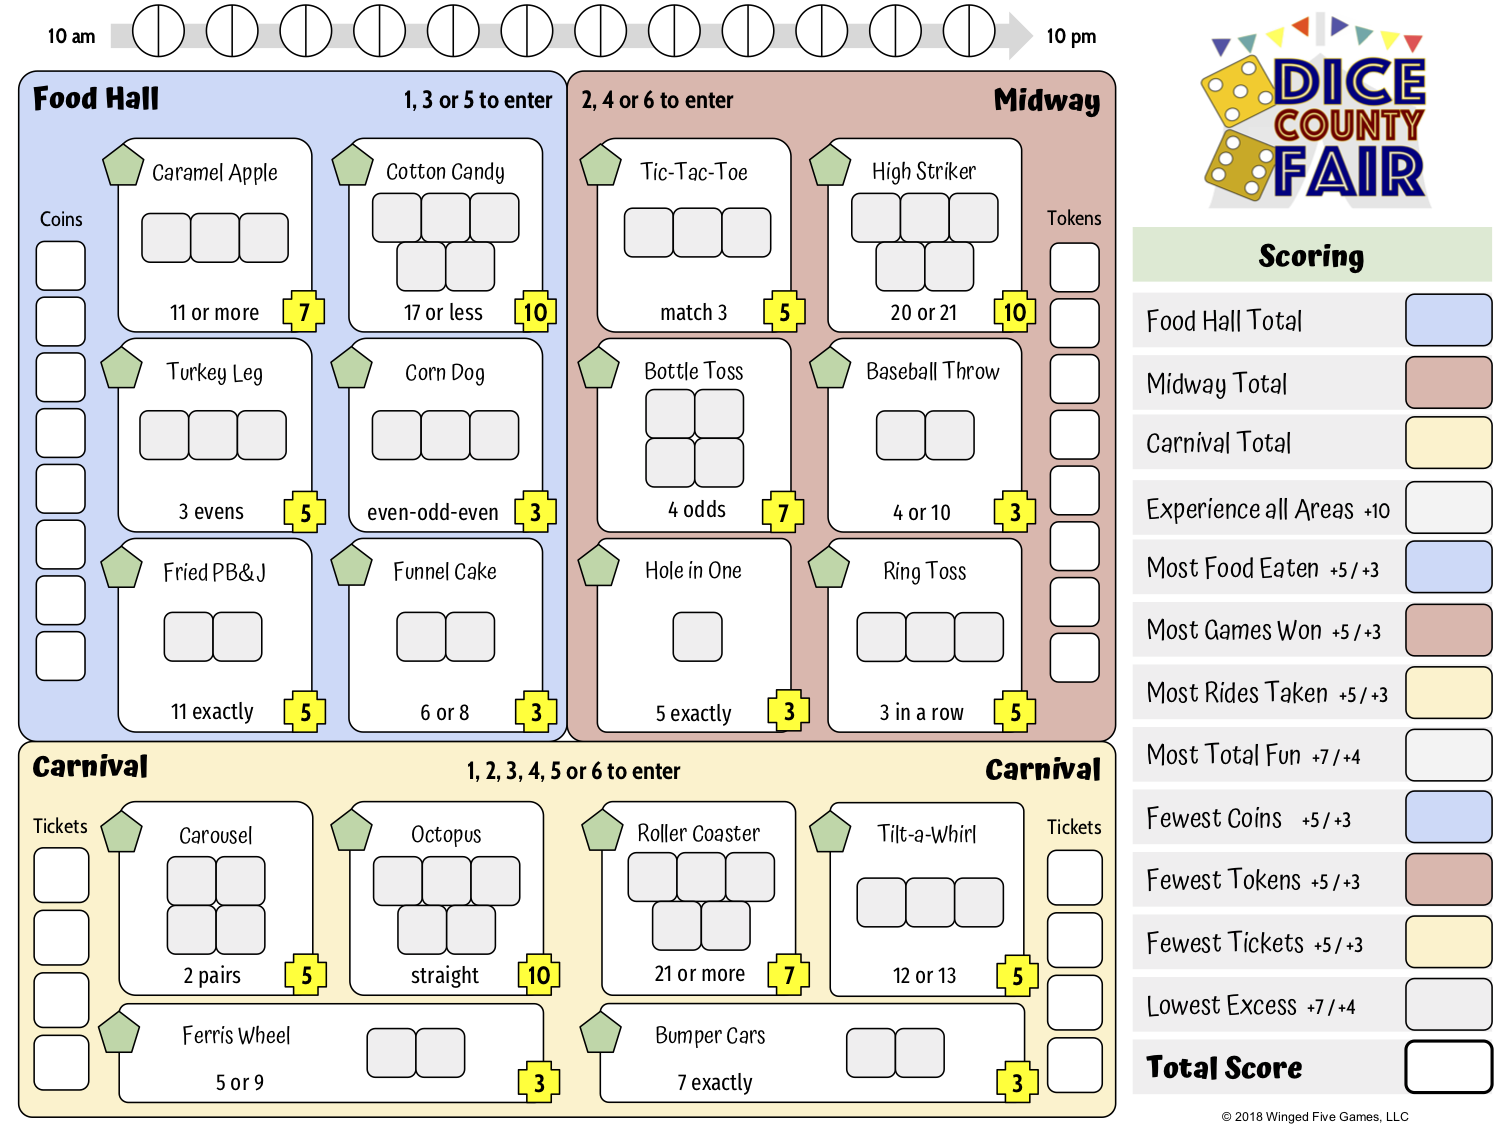 10 am
10 pm
DICE
COUNTY
FAIR
Food Hall
1, 3 or 5 to enter
2, 4 or 6 to enter
Midway
Coins
Caramel Apple
11 or more
7
Cotton Candy
17 or less
10
Tic-Tac-Toe
match 3
5
High Striker
20 or 21
10
Tokens
Turkey Leg
3 evens
5
Corn Dog
even-odd-even
3
Bottle Toss
4 odds
7
Baseball Throw
4 or 10
3
Fried PB&J
11 exactly
5
Funnel Cake
6 or 8
3
Hole in One
5 exactly
3
Ring Toss
3 in a row
5
Carnival
1, 2, 3, 4, 5 or 6 to enter
Carnival
Tickets
Carousel
2 pairs
5
Octopus
straight
10
Roller Coaster
21 or more
7
Tilt-a-Whirl
12 or 13
5
Tickets
Ferris Wheel
5 or 9
3
Bumper Cars
7 exactly
3
Scoring
Food Hall Total
Midway Total
Carnival Total
Experience all Areas +10
Most Food Eaten +5 / +3
Most Games Won +5 / +3
Most Rides Taken +5 / +3
Most Total Fun +7 / +4
Fewest Coins +5 / +3
Fewest Tokens +5 / +3
Fewest Tickets +5 / +3
Lowest Excess +7 / +4
Total Score
© 2018 Winged Five Games, LLC